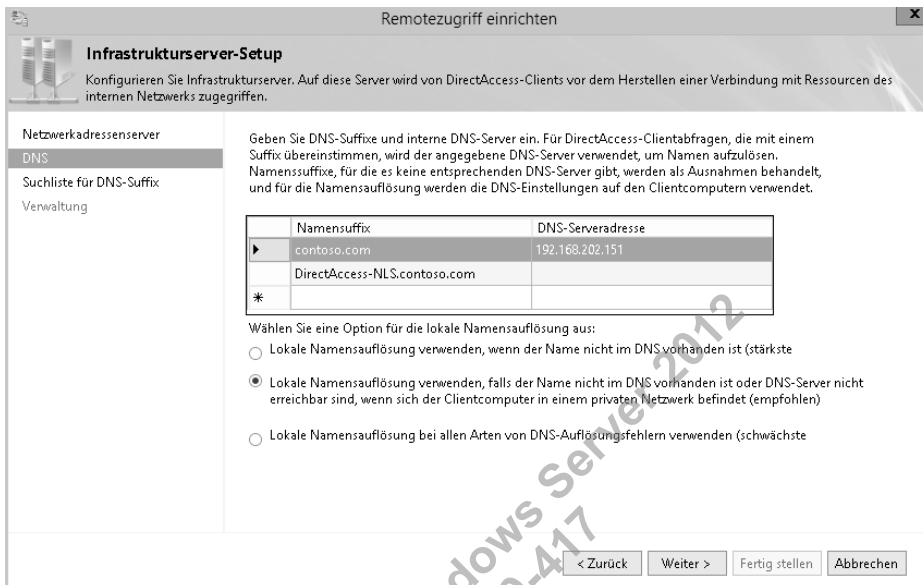 Remotezugriff einrichten
x
Infrastrukturserver-Setup
Konfigurieren Sie Infrastrukturserver. Auf diese Server wird von DirectAccess-Clients vor dem Herstellen einer Verbindung mit Ressourcen des
internen Netzwerks zugegriffen.
Netzwerkadressenserver
DNS
Suchliste für DNS-Suffix
Verwaltung
Geben Sie DNS-Suffixe und interne DNS-Server ein. Für DirectAccess-Clientabfragen, die mit einem
Suffix übereinstimmen, wird der angegebene DNS-Server verwendet, um Namen aufzulösen.
Namenssuffixe, für die es keine entsprechenden DNS-Server gibt, werden als Ausnahmen behandelt,
und für die Namenauflösung werden die DNS-Einstellungen auf den Clientcomputern verwendet.
Namensuffix DNS-Serveradresse
contoso.com 192.168.202.151
DirectAccess-NLS.contoso.com
*
Wählen Sie eine Option für die lokale Namensauflösung aus:
Lokale Namensauflösung verwenden, wenn der Name nicht im DNS vorhanden ist (stärkste
Lokale Namensauflösung verwenden, falls der Name nicht im DNS vorhanden ist oder DNS-Server nicht
erreichbar sind, wenn sich der Clientcomputer in einem privaten Netzwerk befindet (empfohlen)
Lokale Namensauflösung bei allen Arten von DNS-Auflösungsfehlern verwenden (schwächste
< Zurück Weiter > Fertig stellen Abbrechen
dows Server 2012
-417